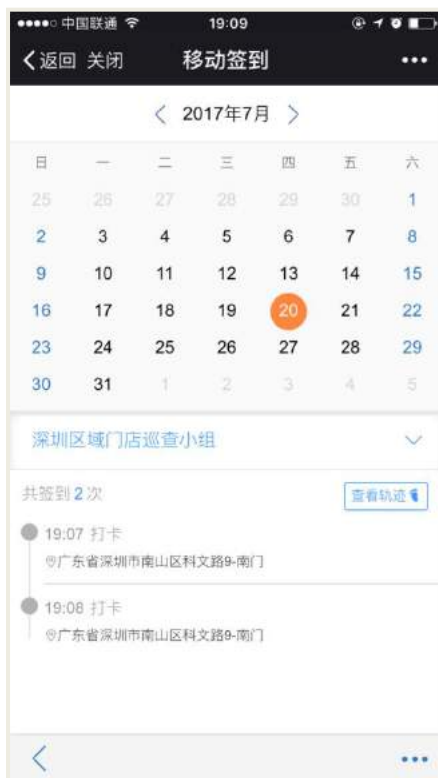 中国联通 19:09
返回 关闭 移动签到
2017年7月
日 一 二 三 四 五 六
25 26 27 28 29 30 1
2 3 4 5 6 7 8
9 10 11 12 13 14 15
16 17 18 19 20 21 22
23 24 25 26 27 28 29
30 31 1 2 3 4 5
深圳区域门店巡查小组
共签到 2 次 查看轨迹
19:07 打卡
广东省深圳市南山区科文路9-南门
19:08 打卡
广东省深圳市南山区科文路9-南门